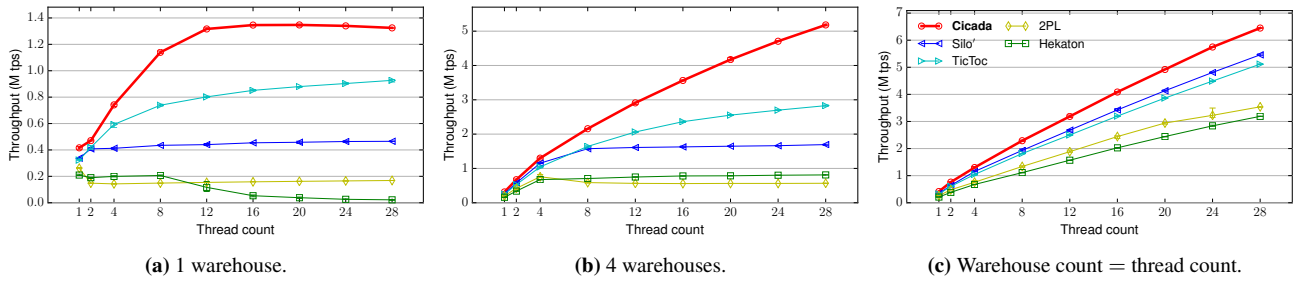 Throughput (M tps)
1.4
1.2
1.0
0.8
0.6
0.4
0.2
0.0
1 2 4 8 12 16 20 24 28
Thread count
(a) 1 warehouse.
Throughput (M tps)
5
4
3
2
1
0
1 2 4 8 12 16 20 24 28
Thread count
(b) 4 warehouses.
Throughput (M tps)
7
6
5
4
3
2
1
0
1 2 4 8 12 16 20 24 28
Thread count
Cicada
Silo′
TicToc
2PL
Hekaton
(c) Warehouse count = thread count.